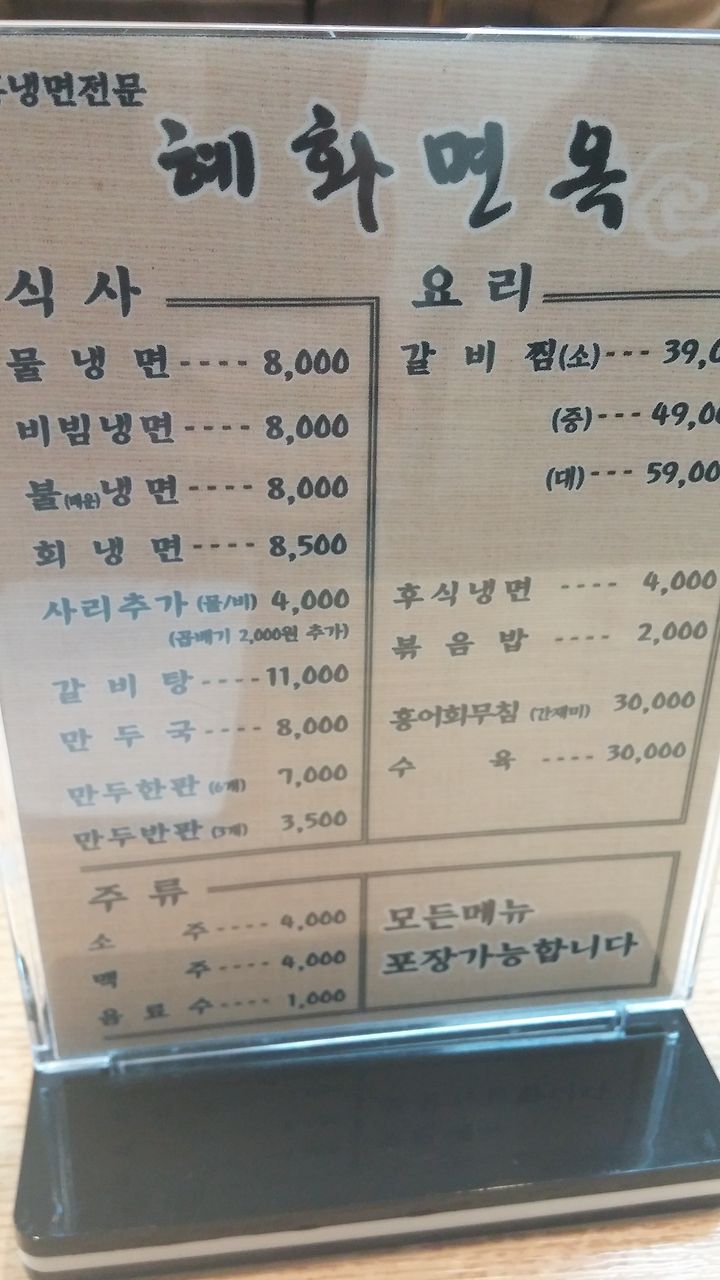 냉면전문
혜화면옥
식사
물냉면---- 8,000
비빔냉면---- 8,000
불(매운)냉면---- 8,000
회냉면---- 8,500
사리추가(물/비) 4,000
(곱배기 2,000원 추가)
갈비탕----11,000
만두국---- 8,000
만두한판(6개) 7,000
만두반판(3개) 3,500
요리
갈비찜(소)--- 39,0
(중)--- 49,00
(대)--- 59,00
후식냉면 ---- 4,000
볶음밥 ---- 2,000
홍어회무침(간재미) 30,000
수육 ---- 30,000
주류
소주---- 4,000
맥주---- 4,000
음료수---- 1,000
모든메뉴
포장가능합니다